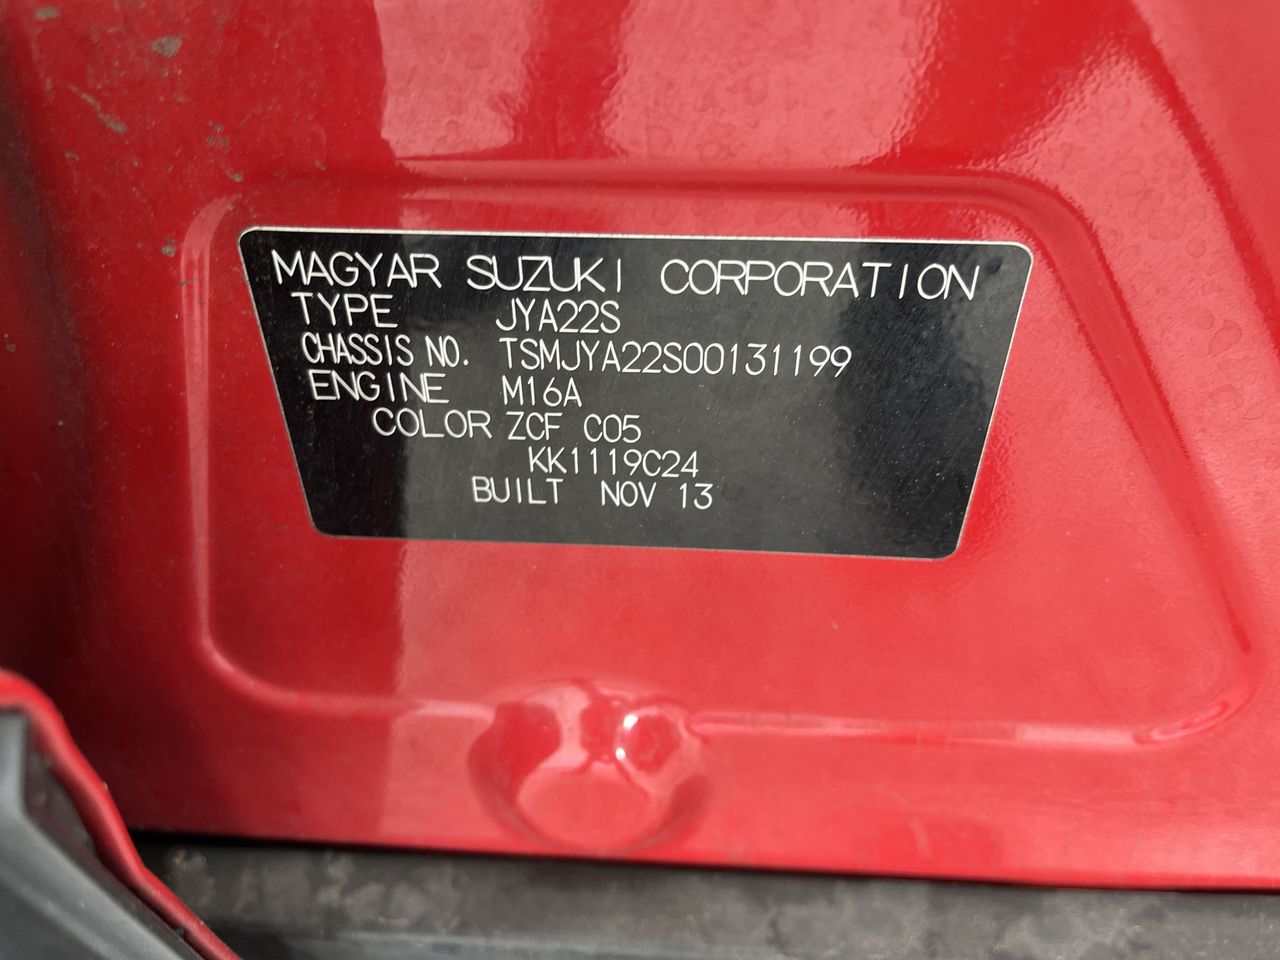 MAGYAR SUZUKI CORPORATION
TYPE JYA22S
CHASSIS NO. TSMJYA22S00131199
ENGINE M16A
COLOR ZCF C05
KK1119C24
BUILT NOV 13